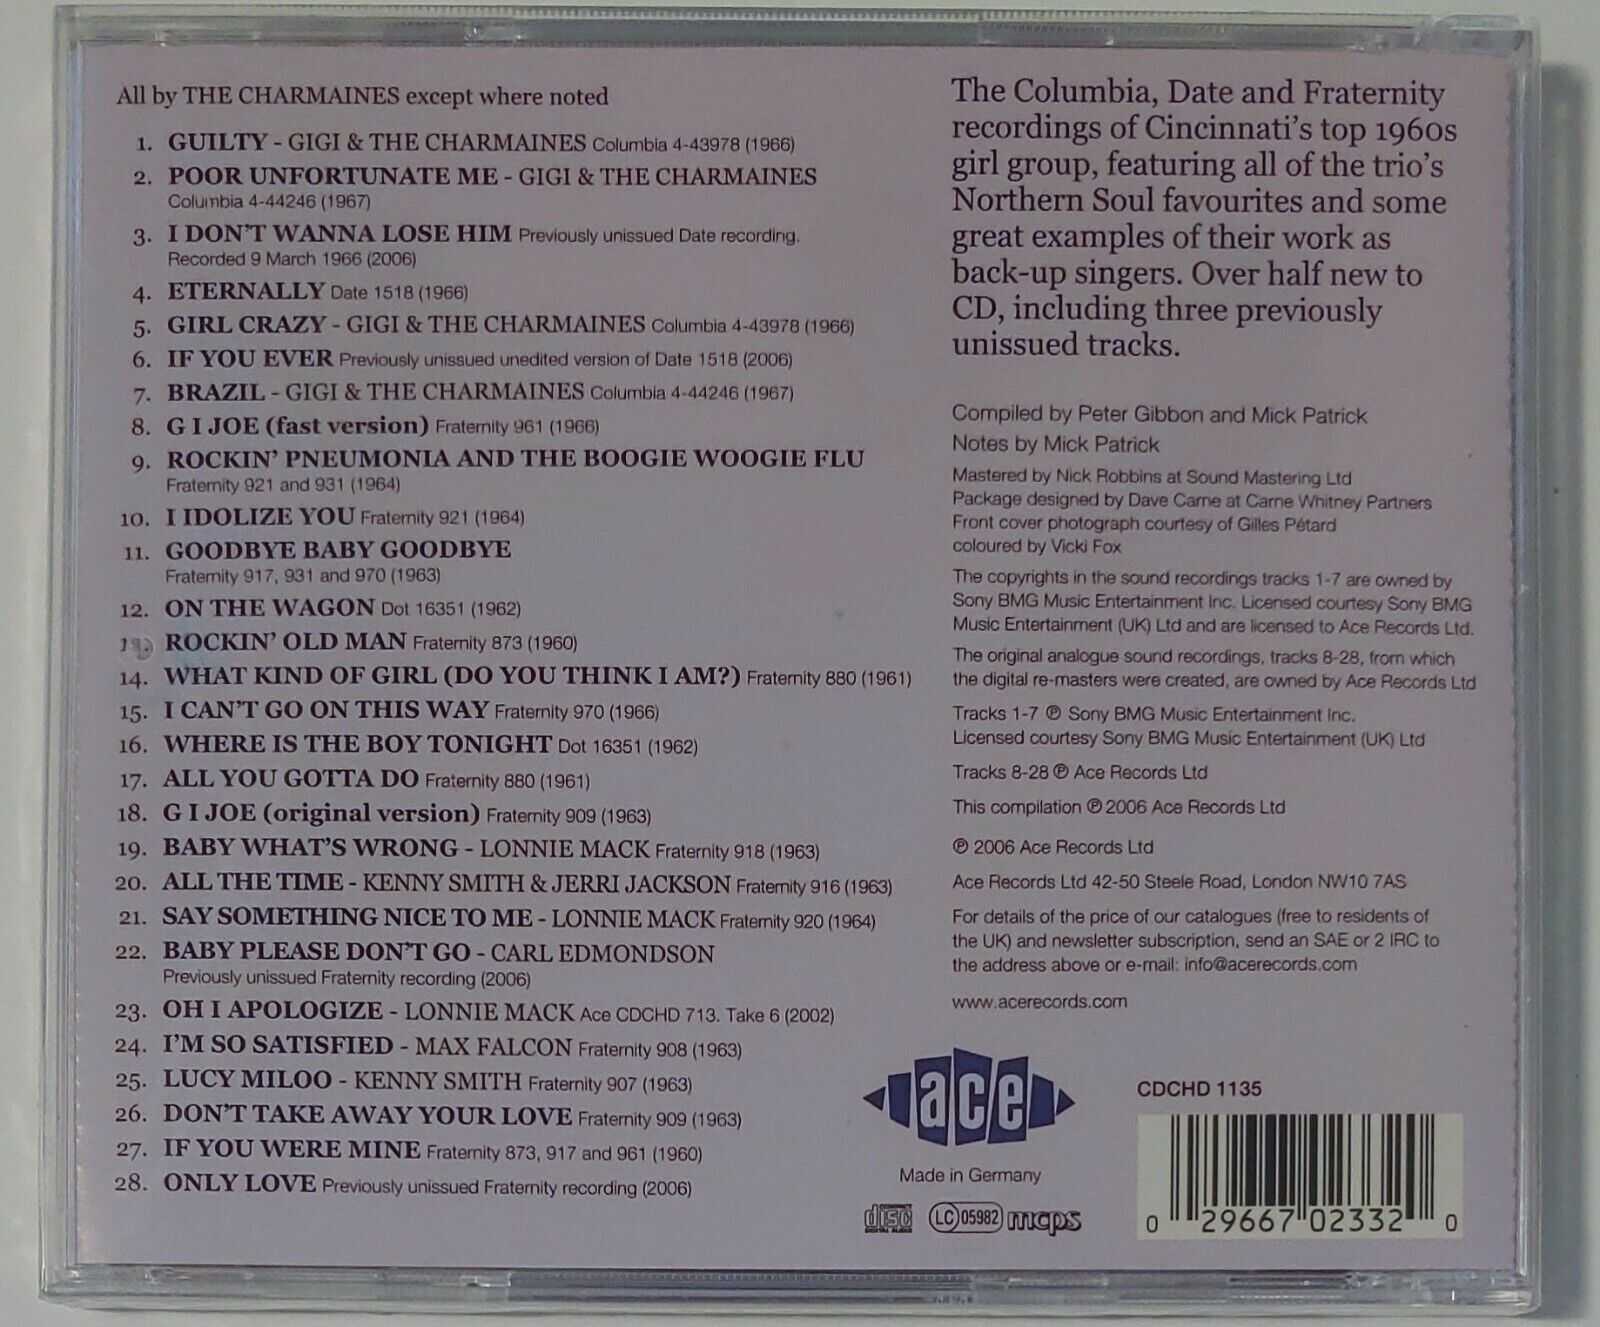 All by THE CHARMAINES except where noted
1. GUILTY - GIGI & THE CHARMAINES Columbia 4-43978 (1966)
2. POOR UNFORTUNATE ME - GIGI & THE CHARMAINES
Columbia 4-44246 (1967)
3. I DON'T WANNA LOSE HIM Previously unissued Date recording.
Recorded 9 March 1966 (2006)
4. ETERNALLY Date 1518 (1966)
5. GIRL CRAZY - GIGI & THE CHARMAINES Columbia 4-43978 (1966)
6. IF YOU EVER Previously unissued unedited version of Date 1518 (2006)
7. BRAZIL - GIGI & THE CHARMAINES Columbia 4-44246 (1967)
8. G I JOE (fast version) Fraternity 961 (1966)
9. ROCKIN' PNEUMONIA AND THE BOOGIE WOOGIE FLU
Fraternity 921 and 931 (1964)
10. I IDOLIZE YOU Fraternity 921 (1964)
11. GOODBYE BABY GOODBYE
Fraternity 917, 931 and 970 (1963)
12. ON THE WAGON Dot 16351 (1962)
13. ROCKIN' OLD MAN Fraternity 873 (1960)
14. WHAT KIND OF GIRL (DO YOU THINK I AM?) Fraternity 880 (1961)
15. I CAN'T GO ON THIS WAY Fraternity 970 (1966)
16. WHERE IS THE BOY TONIGHT Dot 16351 (1962)
17. ALL YOU GOTTA DO Fraternity 880 (1961)
18. G I JOE (original version) Fraternity 909 (1963)
19. BABY WHAT'S WRONG - LONNIE MACK Fraternity 918 (1963)
20. ALL THE TIME - KENNY SMITH & JERRI JACKSON Fraternity 916 (1963)
21. SAY SOMETHING NICE TO ME - LONNIE MACK Fraternity 920 (1964)
22. BABY PLEASE DON'T GO - CARL EDMONDSON
Previously unissued Fraternity recording (2006)
23. OH I APOLOGIZE - LONNIE MACK Ace CDCHD 713. Take 6 (2002)
24. I'M SO SATISFIED - MAX FALCON Fraternity 908 (1963)
25. LUCY MILOO - KENNY SMITH Fraternity 907 (1963)
26. DON'T TAKE AWAY YOUR LOVE Fraternity 909 (1963)
27. IF YOU WERE MINE Fraternity 873, 917 and 961 (1960)
28. ONLY LOVE Previously unissued Fraternity recording (2006)
The Columbia, Date and Fraternity
recordings of Cincinnati's top 1960s
girl group, featuring all of the trio's
Northern Soul favourites and some
great examples of their work as
back-up singers. Over half new to
CD, including three previously
unissued tracks.
Compiled by Peter Gibbon and Mick Patrick
Notes by Mick Patrick
Mastered by Nick Robbins at Sound Mastering Ltd
Package designed by Dave Carne at Carne Whitney Partners
Front cover photograph courtesy of Gilles Pétard
coloured by Vicki Fox
The copyrights in the sound recordings tracks 1-7 are owned by
Sony BMG Music Entertainment Inc. Licensed courtesy Sony BMG
Music Entertainment (UK) Ltd and are licensed to Ace Records Ltd.
The original analogue sound recordings, tracks 8-28, from which
the digital re-masters were created, are owned by Ace Records Ltd
Tracks 1-7 ℗ Sony BMG Music Entertainment Inc.
Licensed courtesy Sony BMG Music Entertainment (UK) Ltd
Tracks 8-28 ℗ Ace Records Ltd
This compilation ℗ 2006 Ace Records Ltd
℗ 2006 Ace Records Ltd
Ace Records Ltd 42-50 Steele Road, London NW10 7AS
For details of the price of our catalogues (free to residents of
the UK) and newsletter subscription, send an SAE or 2 IRC to
the address above or e-mail: info@acerecords.com
www.acerecords.com
ace
Made in Germany
disc
DIGITAL AUDIO
LC 05982
mcps
CDCHD 1135
0 29667 02332 0